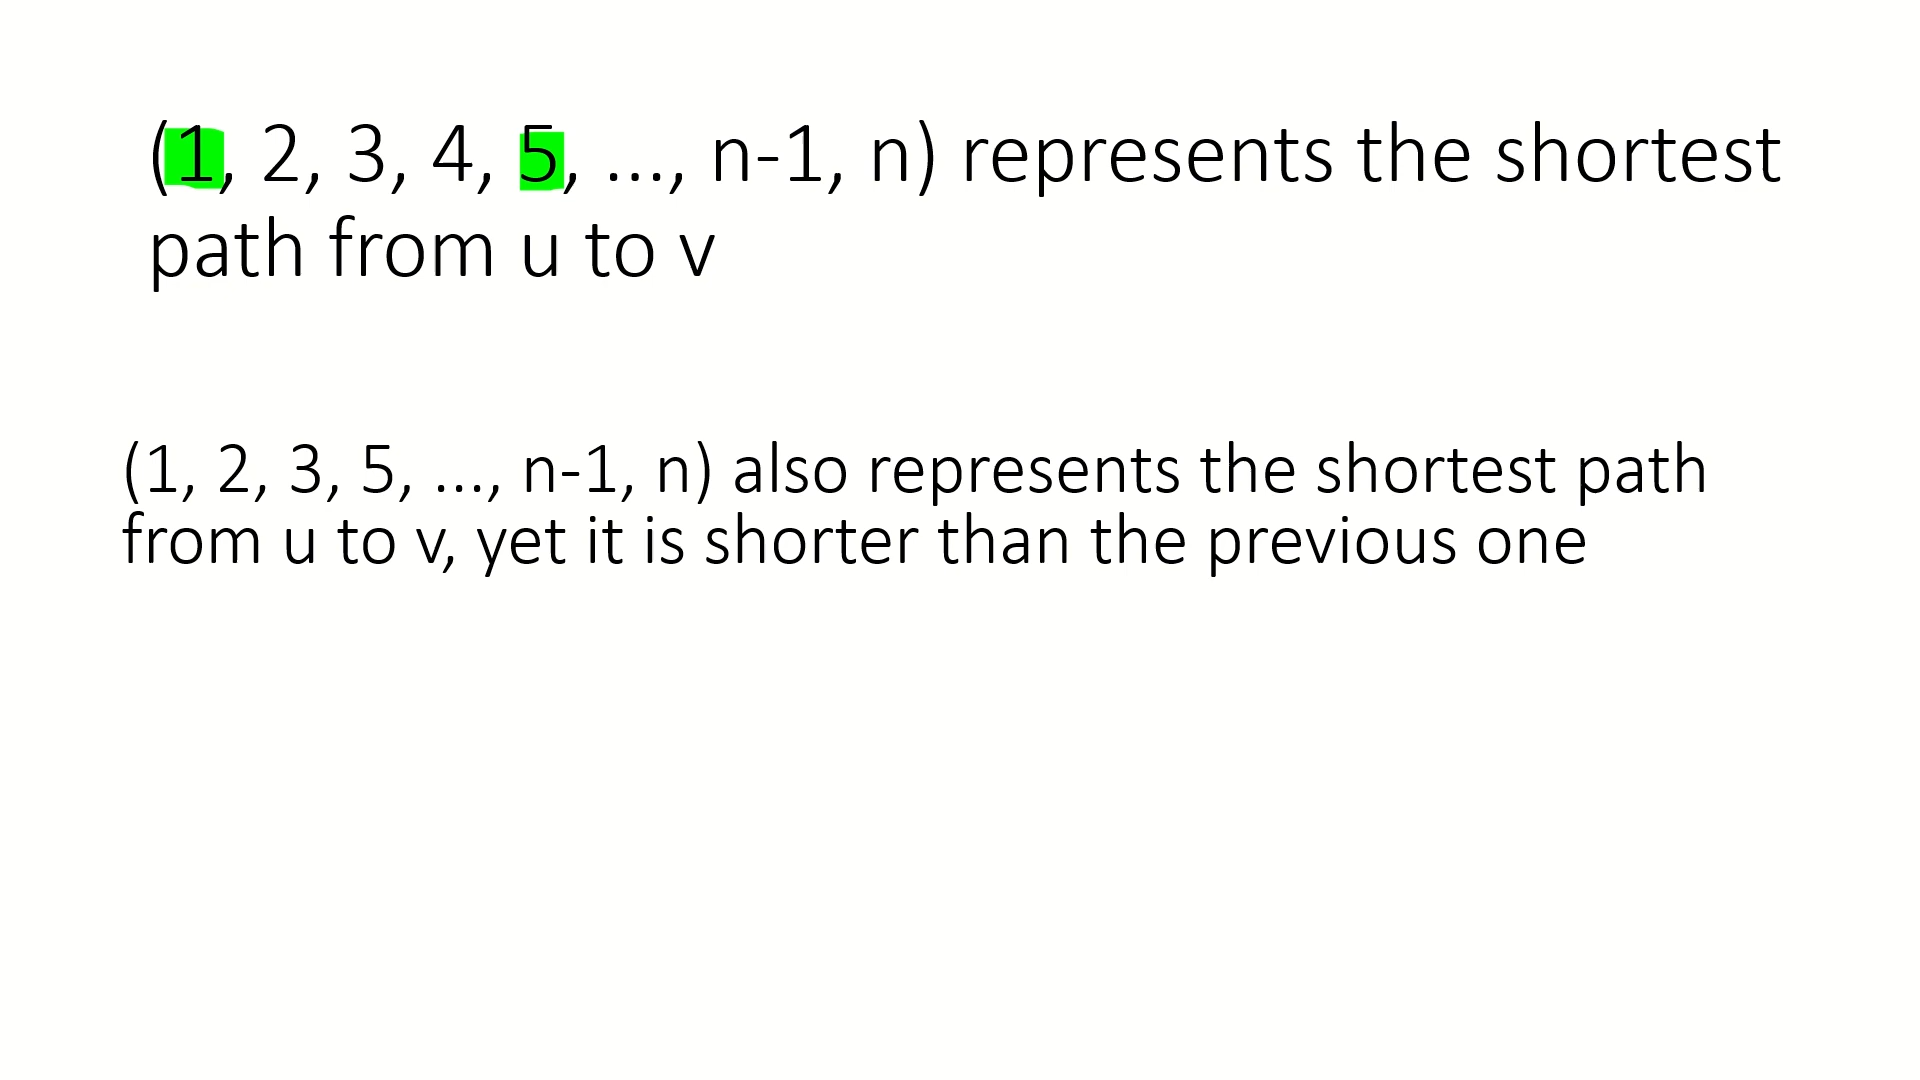 (1, 2, 3, 4, 5, ..., n-1, n) represents the shortest
path from u to v
(1, 2, 3, 5, ..., n-1, n) also represents the shortest path
from u to v, yet it is shorter than the previous one